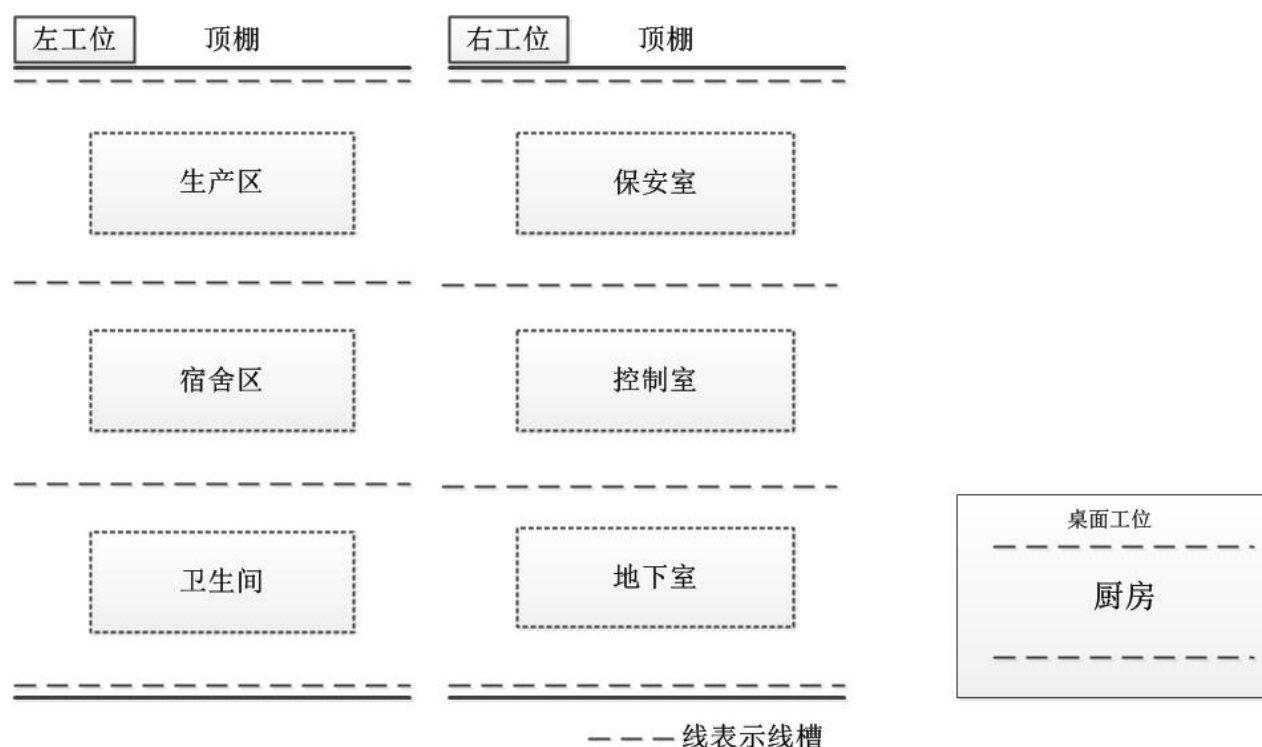 左工位 顶棚 右工位 顶棚
生产区 保安室
宿舍区 控制室
桌面工位
厨房
卫生间 地下室
线表示线槽